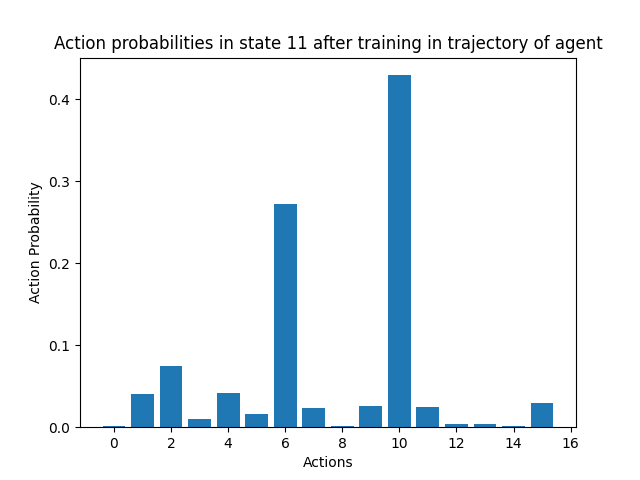 Action probabilities in state 11 after training in trajectory of agent
0.4
0.3
0.2
0.1
0.0
Action Probability
0 2 4 6 8 10 12 14 16
Actions